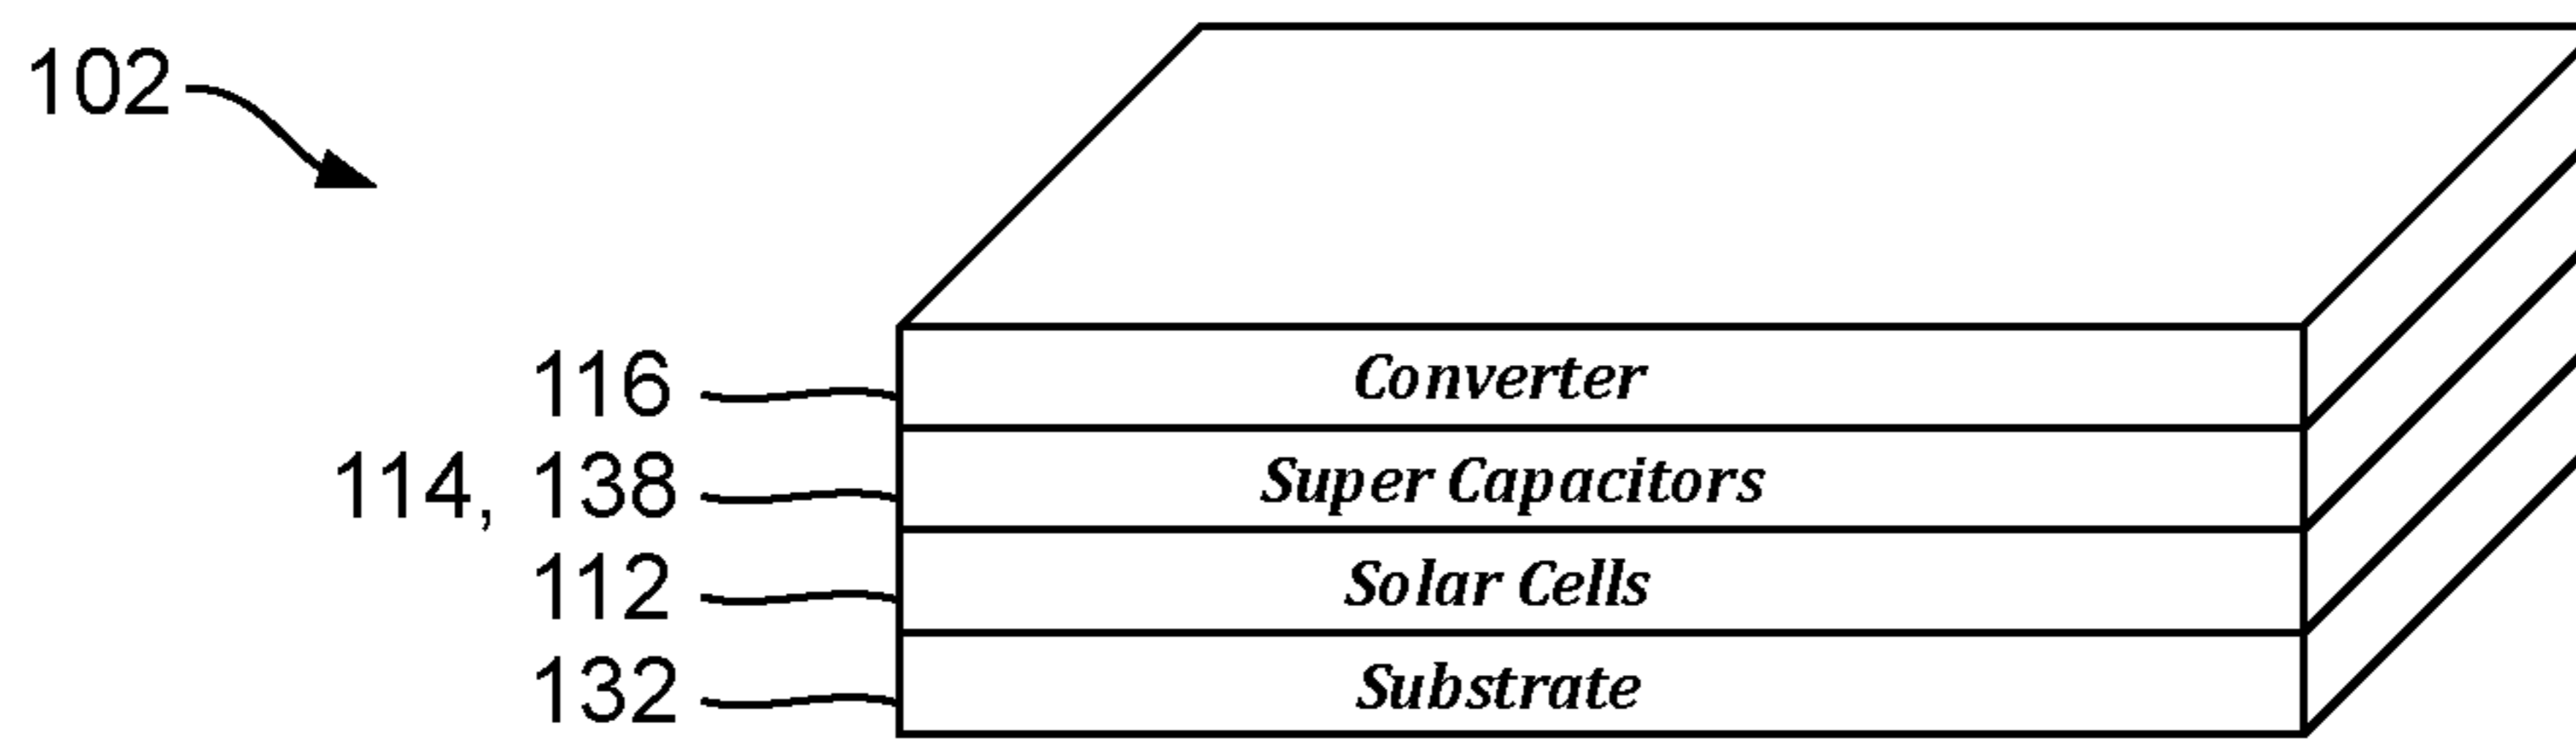 102
116 Converter
114, 138 Super Capacitors
112 Solar Cells
132 Substrate